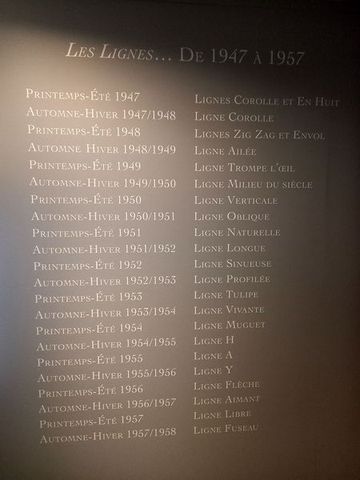 Les Lignes... De 1947 à 1957
Printemps-Été 1947 Lignes Corolle et En Huit
Automne-Hiver 1947/1948 Ligne Corolle
Printemps-Été 1948 Lignes Zig Zag et Envol
Automne Hiver 1948/1949 Ligne Ailée
Printemps-Été 1949 Ligne Trompe l'œil
Automne-Hiver 1949/1950 Ligne Milieu du siècle
Printemps-Été 1950 Ligne Verticale
Automne-Hiver 1950/1951 Ligne Oblique
Printemps-Été 1951 Ligne Naturelle
Automne-Hiver 1951/1952 Ligne Longue
Printemps-Été 1952 Ligne Sinueuse
Automne-Hiver 1952/1953 Ligne Profilée
Printemps-Été 1953 Ligne Tulipe
Automne-Hiver 1953/1954 Ligne Vivante
Printemps-Été 1954 Ligne Muguet
Automne-Hiver 1954/1955 Ligne H
Printemps-Été 1955 Ligne A
Automne-Hiver 1955/1956 Ligne Y
Printemps-Été 1956 Ligne Flèche
Automne-Hiver 1956/1957 Ligne Aimant
Printemps-Été 1957 Ligne Libre
Automne-Hiver 1957/1958 Ligne Fuseau